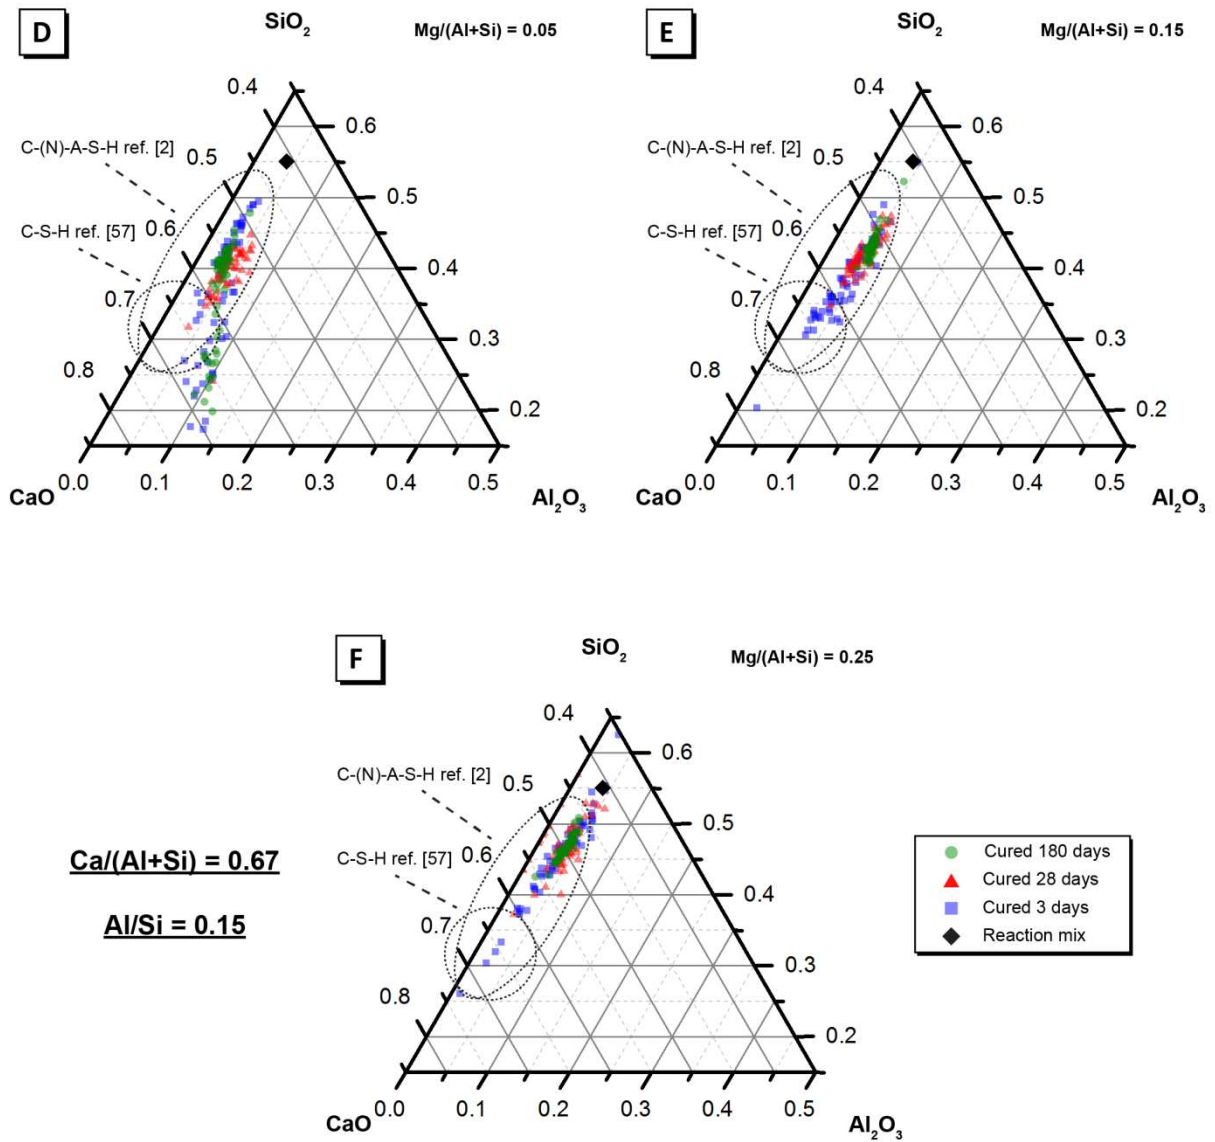 D
SiO₂
Mg/(Al+Si) = 0.05
0.4
0.6
C-(N)-A-S-H ref. [2]
0.5
0.5
C-S-H ref. [57]
0.6
0.4
0.7
0.3
0.8
0.2
0.0 0.1 0.2 0.3 0.4 0.5
CaO
Al₂O₃
E
SiO₂
Mg/(Al+Si) = 0.15
0.4
0.6
C-(N)-A-S-H ref. [2]
0.5
0.5
C-S-H ref. [57]
0.6
0.4
0.7
0.3
0.8
0.2
0.0 0.1 0.2 0.3 0.4 0.5
CaO
Al₂O₃
F
SiO₂
Mg/(Al+Si) = 0.25
0.4
0.6
C-(N)-A-S-H ref. [2]
0.5
0.5
C-S-H ref. [57]
0.6
0.4
0.7
0.3
0.8
0.2
0.0 0.1 0.2 0.3 0.4 0.5
CaO
Al₂O₃
Ca/(Al+Si) = 0.67
Al/Si = 0.15
Cured 180 days
Cured 28 days
Cured 3 days
Reaction mix